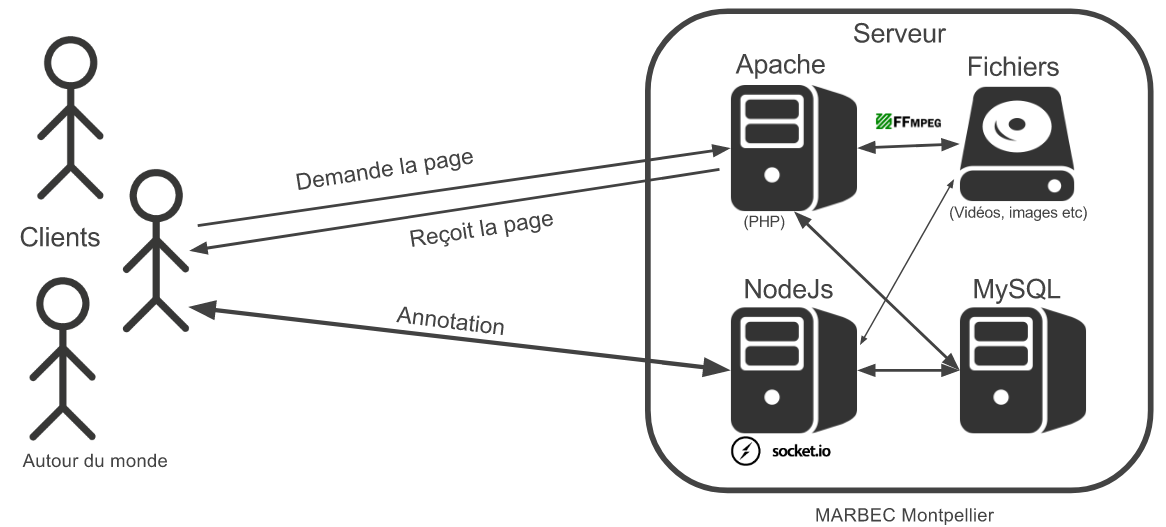 Serveur
Apache
Fichiers
FFMPEG
Demande la page
Reçoit la page
(PHP)
(Vidéos, images etc)
Clients
NodeJs
MySQL
Annotation
socket.io
Autour du monde
MARBEC Montpellier